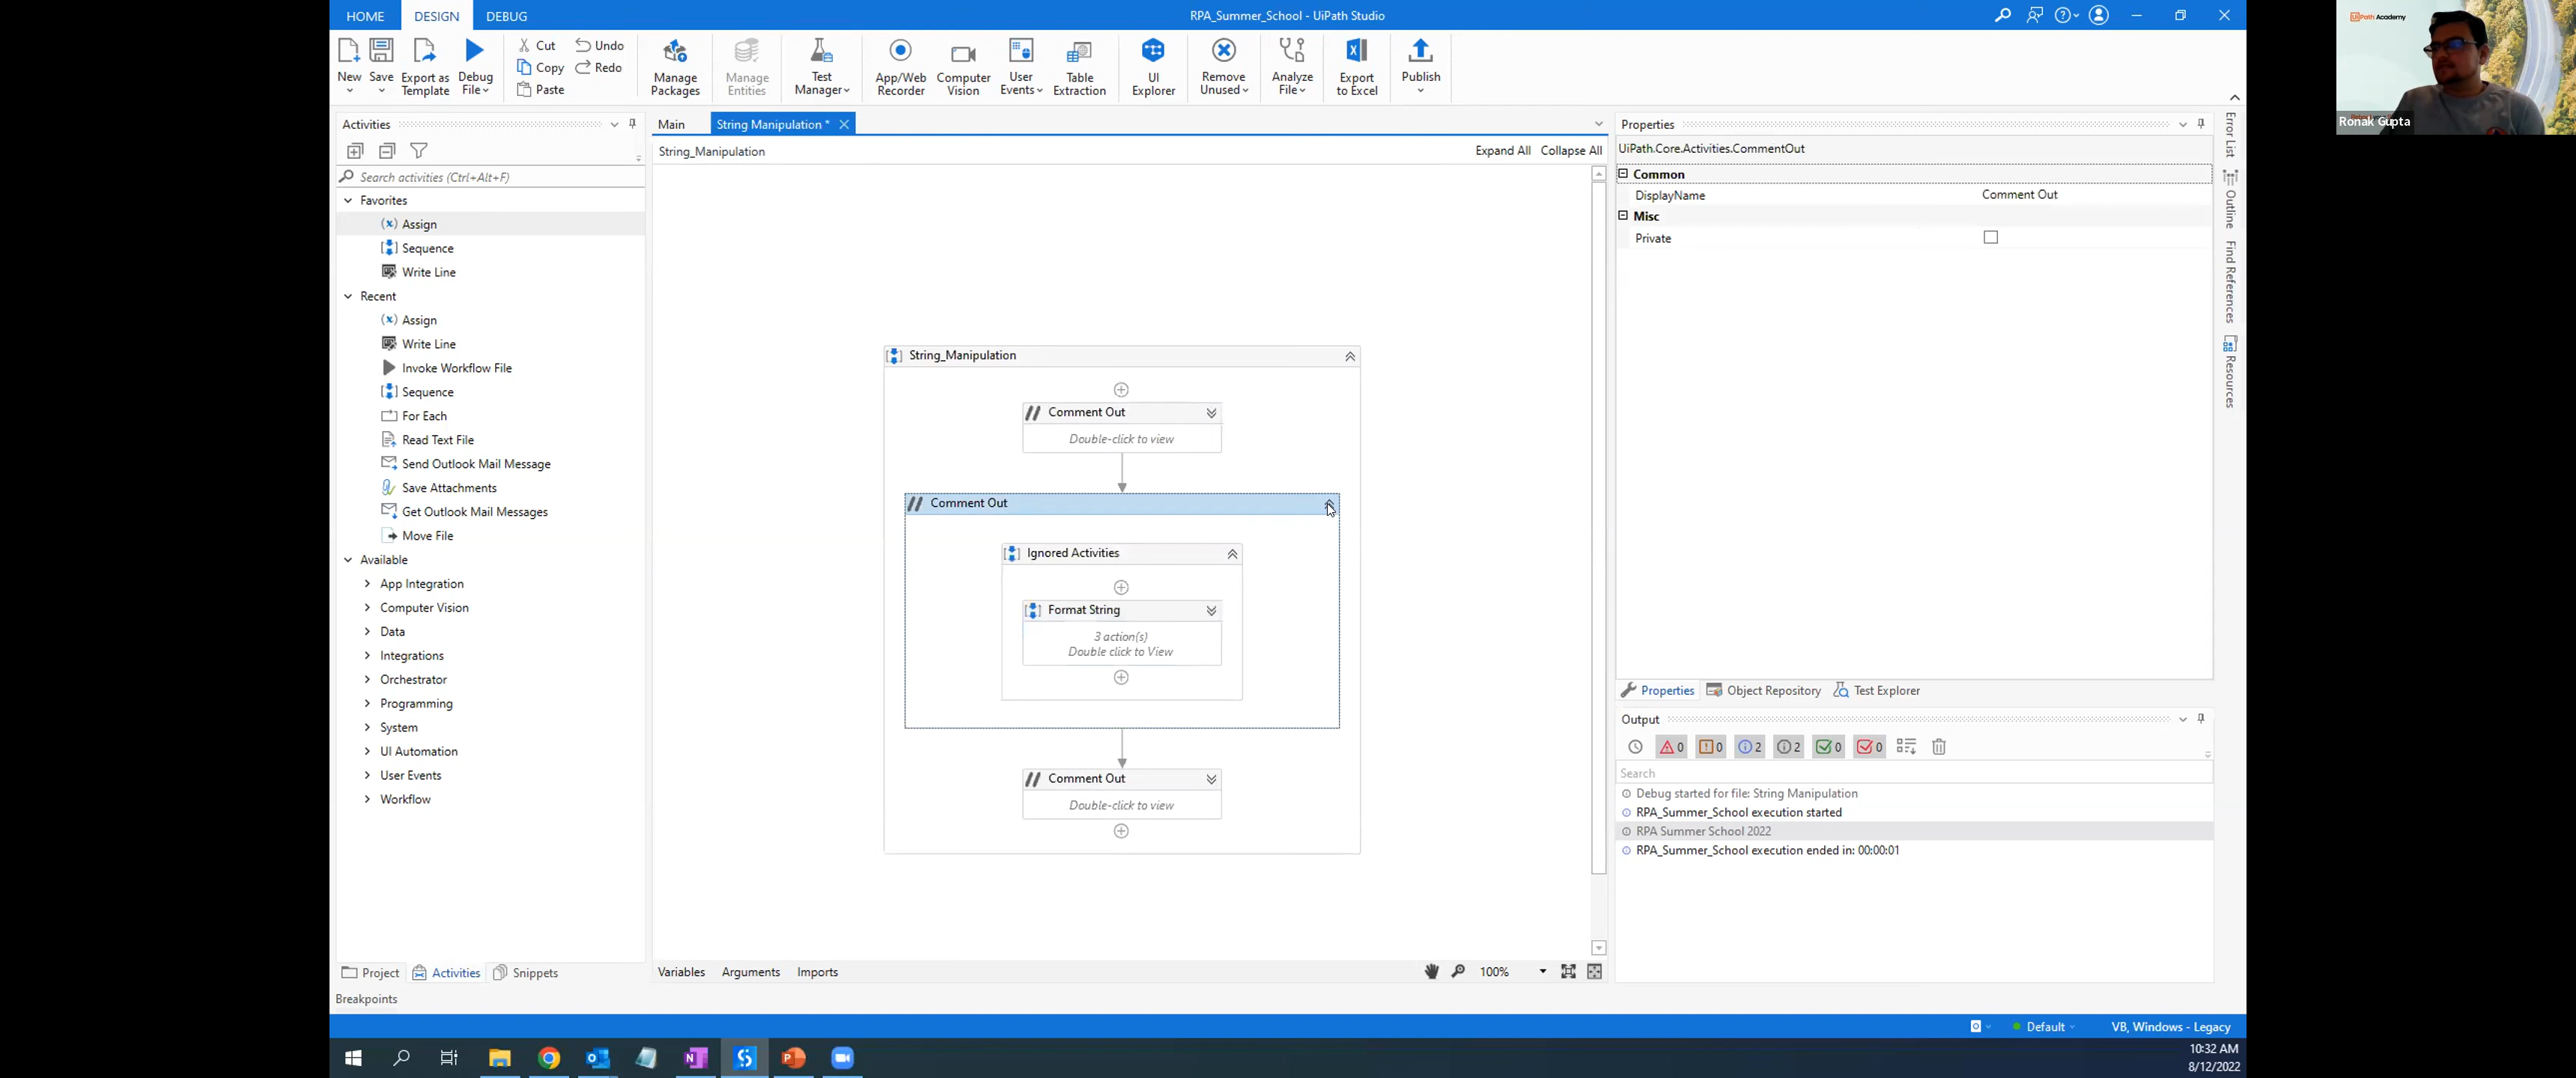 HOME DESIGN DEBUG
RPA_Summer_School - UiPath Studio
New Save Export as Template Debug File
Cut Undo
Copy Redo
Paste
Manage Packages Manage Entities Test Manager App/Web Recorder Computer Vision User Events Table Extraction UI Explorer Remove Unused Analyze File Export to Excel Publish
Activities
Search activities (Ctrl+Alt+F)
Favorites
Assign
Sequence
Write Line
Recent
Assign
Write Line
Invoke Workflow File
Sequence
For Each
Read Text File
Send Outlook Mail Message
Save Attachments
Get Outlook Mail Messages
Move File
Available
App Integration
Computer Vision
Data
Integrations
Orchestrator
Programming
System
UI Automation
User Events
Workflow
Project Activities Snippets
Breakpoints
Main String Manipulation *
String_Manipulation Expand All Collapse All
String_Manipulation
Comment Out
Double-click to view
Comment Out
Ignored Activities
Format String
3 action(s)
Double click to View
Comment Out
Double-click to view
Variables Arguments Imports 100%
Properties
UiPath.Core.Activities.CommentOut
Common
DisplayName Comment Out
Misc
Private
Properties Object Repository Test Explorer
Output
0 0 2 2 0 0
Search
Debug started for file: String Manipulation
RPA_Summer_School execution started
RPA Summer School 2022
RPA_Summer_School execution ended in: 00:00:01
Error List
Outline
Find References
Resources
Default VB, Windows - Legacy
10:32 AM
8/12/2022
UiPath Academy
Ronak Gupta